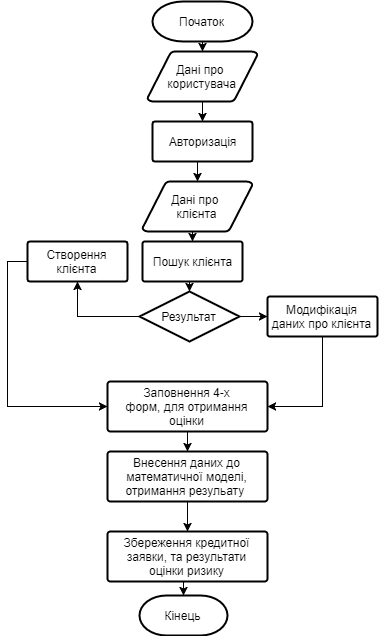 Початок
Дані про
користувача
Авторизація
Дані про
клієнта
Створення
клієнта
Пошук клієнта
Результат
Модифікація
даних про клієнта
Заповнення 4-х
форм, для отримання
оцінки
Внесення даних до
математичної моделі,
отримання резульату
Збереження кредитної
заявки, та результати
оцінки ризику
Кінець